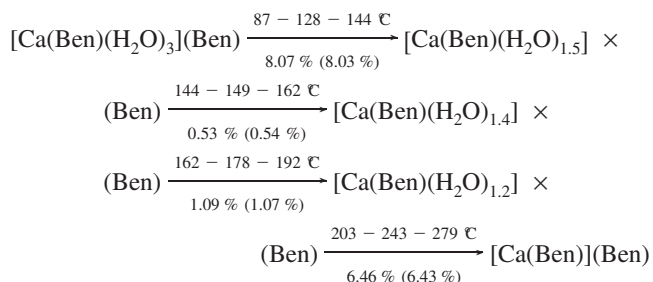 87 − 128 − 144 ℃
[Ca(Ben)(H₂O)₃](Ben) → [Ca(Ben)(H₂O)₁.₅] ×
8.07 % (8.03 %)
144 − 149 − 162 ℃
(Ben) → [Ca(Ben)(H₂O)₁.₄] ×
0.53 % (0.54 %)
162 − 178 − 192 ℃
(Ben) → [Ca(Ben)(H₂O)₁.₂] ×
1.09 % (1.07 %)
203 − 243 − 279 ℃
(Ben) → [Ca(Ben)](Ben)
6.46 % (6.43 %)